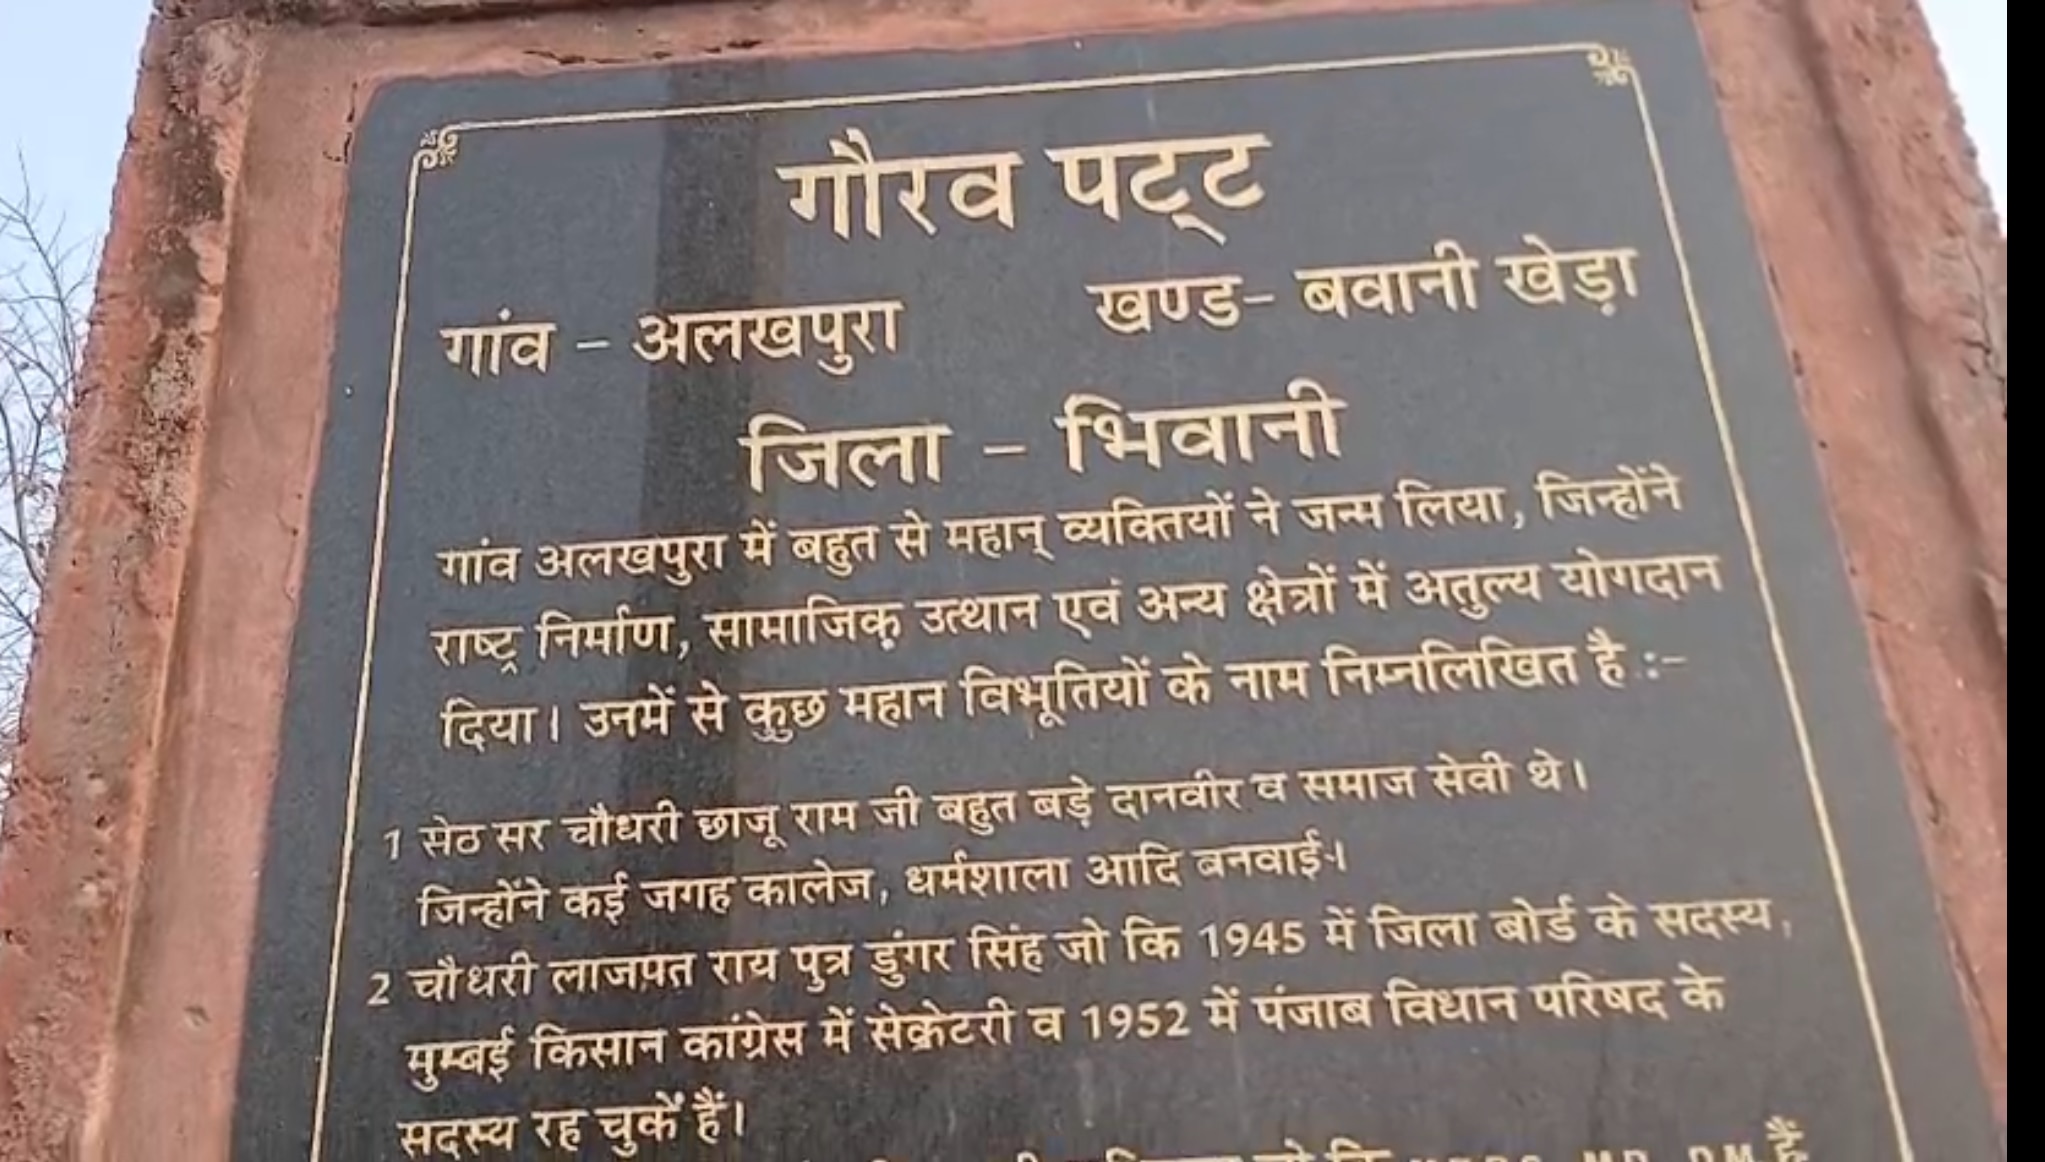 गौरव पट्ट
गांव – अलखपुरा खण्ड– बवानी खेड़ा
जिला – भिवानी
गांव अलखपुरा में बहुत से महान् व्यक्तियों ने जन्म लिया, जिन्होंने
राष्ट्र निर्माण, सामाजिक़ उत्थान एवं अन्य क्षेत्रों में अतुल्य योगदान
दिया। उनमें से कुछ महान विभूतियों के नाम निम्नलिखित है :–
1 सेठ सर चौधरी छाजू राम जी बहुत बड़े दानवीर व समाज सेवी थे।
जिन्होंने कई जगह कालेज, धर्मशाला आदि बनवाई।
2 चौधरी लाजपत राय पुत्र डुंगर सिंह जो कि 1945 में जिला बोर्ड के सदस्य,
मुम्बई किसान कांग्रेस में सेक्रेटरी व 1952 में पंजाब विधान परिषद के
सदस्य रह चुकें हैं।
जो कि MD DM हैं